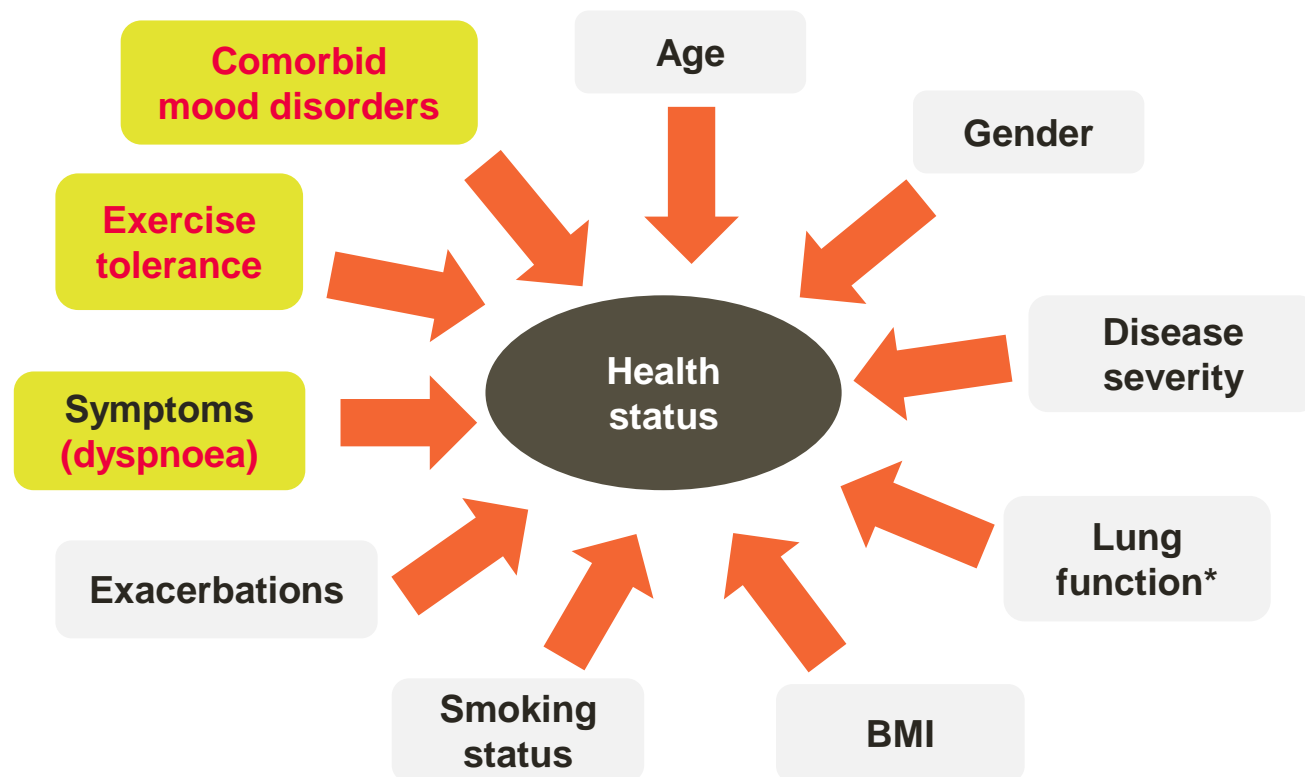 Comorbid
mood disorders
Age
Gender
Exercise
tolerance
Disease
severity
Health
status
Symptoms
(dyspnoea)
Lung
function*
Exacerbations
Smoking
status
BMI